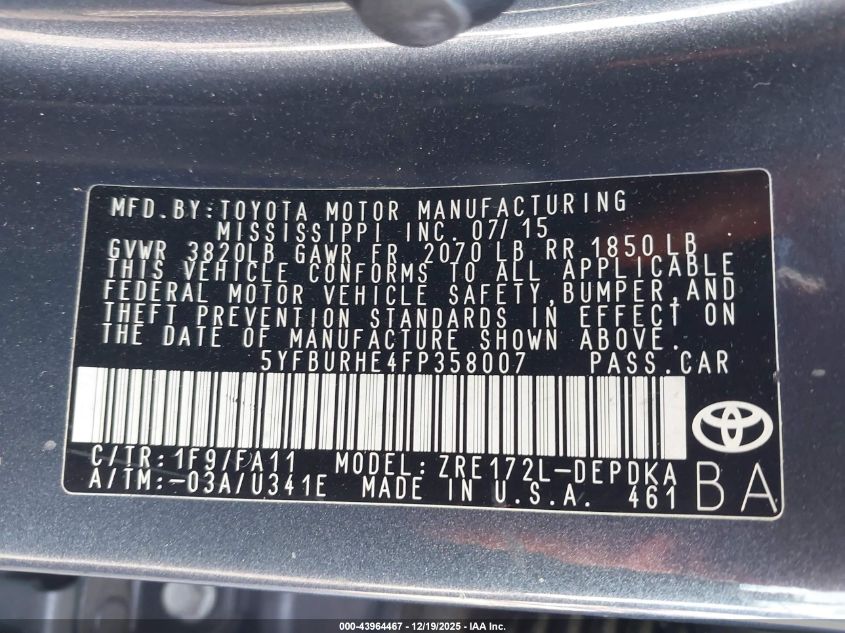 MFD.BY:TOYOTA MOTOR MANUFACTURING
MISSISSIPPI INC. 07/15
GVWR 3820LB GAWR FR 2070 LB RR 1850 LB
THIS VEHICLE CONFORMS TO ALL APPLICABLE
FEDERAL MOTOR VEHICLE SAFETY,BUMPER,AND
THEFT PREVENTION STANDARDS IN EFFECT ON
THE DATE OF MANUFACTURE SHOWN ABOVE.
5YFBURHE4FP358007 PASS.CAR
C/TR:1F9/FA11 MODEL:ZRE172L-DEPDKA
A/TM:-03A/U341E MADE IN U.S.A. 461
BA
000-43964467 - 12/19/2025 - IAA Inc.